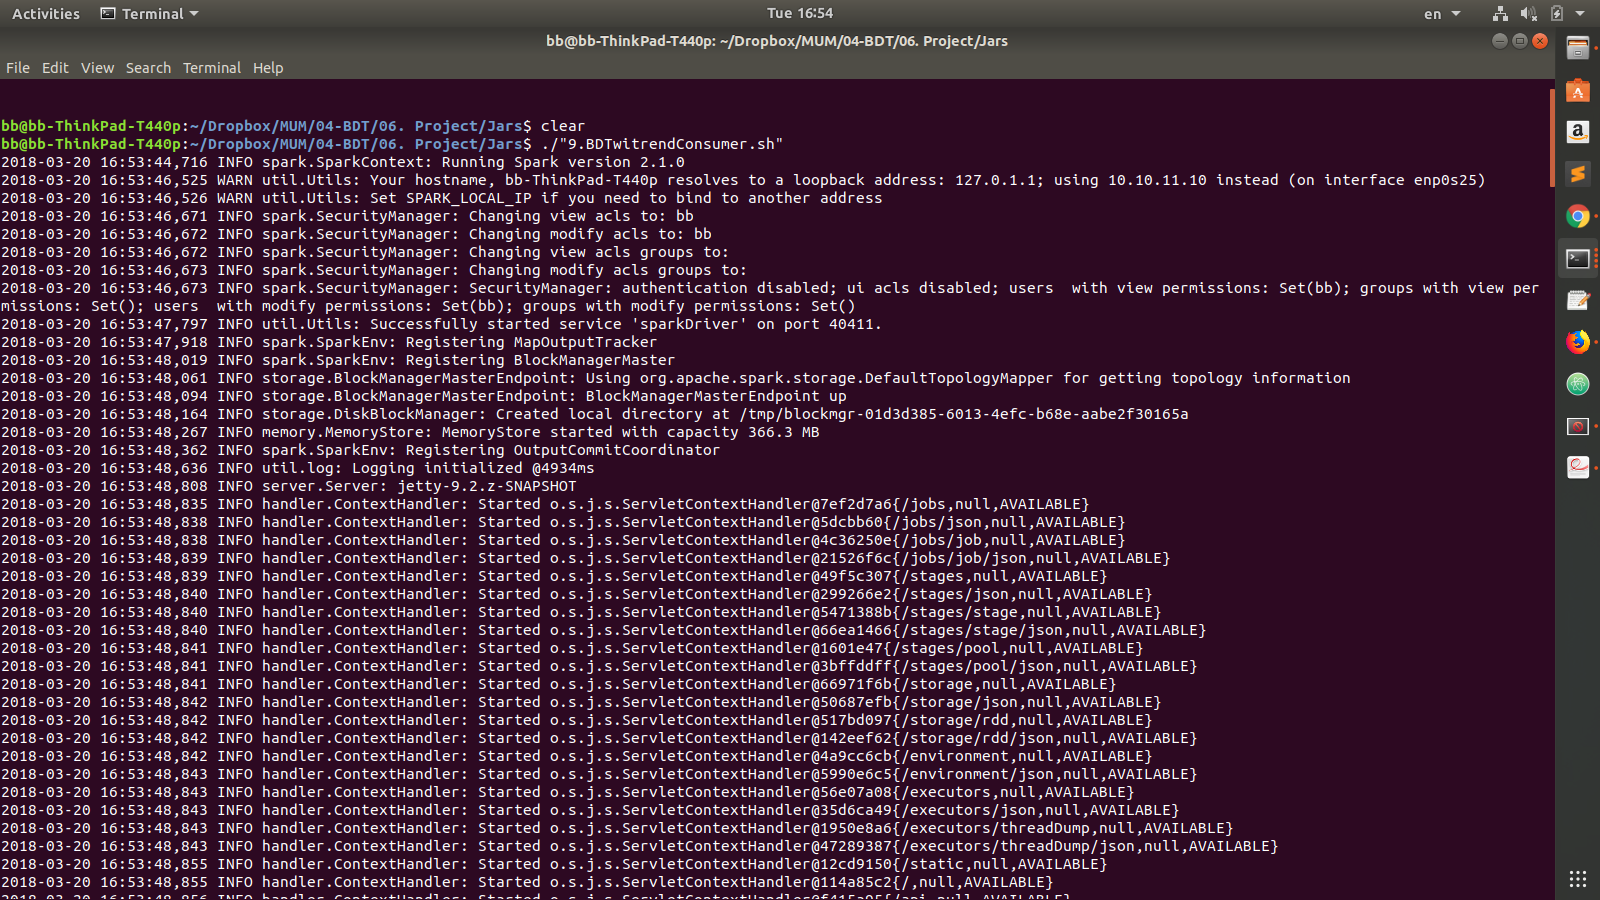 Activities Terminal Tue 16:54 en
bb@bb-ThinkPad-T440p: ~/Dropbox/MUM/04-BDT/06. Project/Jars
File Edit View Search Terminal Help
bb@bb-ThinkPad-T440p:~/Dropbox/MUM/04-BDT/06. Project/Jars$ clear
bb@bb-ThinkPad-T440p:~/Dropbox/MUM/04-BDT/06. Project/Jars$ ./"9.BDTwitrendConsumer.sh"
2018-03-20 16:53:44,716 INFO spark.SparkContext: Running Spark version 2.1.0
2018-03-20 16:53:46,525 WARN util.Utils: Your hostname, bb-ThinkPad-T440p resolves to a loopback address: 127.0.1.1; using 10.10.11.10 instead (on interface enp0s25)
2018-03-20 16:53:46,526 WARN util.Utils: Set SPARK_LOCAL_IP if you need to bind to another address
2018-03-20 16:53:46,671 INFO spark.SecurityManager: Changing view acls to: bb
2018-03-20 16:53:46,672 INFO spark.SecurityManager: Changing modify acls to: bb
2018-03-20 16:53:46,672 INFO spark.SecurityManager: Changing view acls groups to:
2018-03-20 16:53:46,673 INFO spark.SecurityManager: Changing modify acls groups to:
2018-03-20 16:53:46,673 INFO spark.SecurityManager: SecurityManager: authentication disabled; ui acls disabled; users  with view permissions: Set(bb); groups with view per
missions: Set(); users  with modify permissions: Set(bb); groups with modify permissions: Set()
2018-03-20 16:53:47,797 INFO util.Utils: Successfully started service 'sparkDriver' on port 40411.
2018-03-20 16:53:47,918 INFO spark.SparkEnv: Registering MapOutputTracker
2018-03-20 16:53:48,019 INFO spark.SparkEnv: Registering BlockManagerMaster
2018-03-20 16:53:48,061 INFO storage.BlockManagerMasterEndpoint: Using org.apache.spark.storage.DefaultTopologyMapper for getting topology information
2018-03-20 16:53:48,094 INFO storage.BlockManagerMasterEndpoint: BlockManagerMasterEndpoint up
2018-03-20 16:53:48,164 INFO storage.DiskBlockManager: Created local directory at /tmp/blockmgr-01d3d385-6013-4efc-b68e-aabe2f30165a
2018-03-20 16:53:48,267 INFO memory.MemoryStore: MemoryStore started with capacity 366.3 MB
2018-03-20 16:53:48,362 INFO spark.SparkEnv: Registering OutputCommitCoordinator
2018-03-20 16:53:48,636 INFO util.log: Logging initialized @4934ms
2018-03-20 16:53:48,808 INFO server.Server: jetty-9.2.z-SNAPSHOT
2018-03-20 16:53:48,835 INFO handler.ContextHandler: Started o.s.j.s.ServletContextHandler@7ef2d7a6{/jobs,null,AVAILABLE}
2018-03-20 16:53:48,838 INFO handler.ContextHandler: Started o.s.j.s.ServletContextHandler@5dcbb60{/jobs/json,null,AVAILABLE}
2018-03-20 16:53:48,838 INFO handler.ContextHandler: Started o.s.j.s.ServletContextHandler@4c36250e{/jobs/job,null,AVAILABLE}
2018-03-20 16:53:48,839 INFO handler.ContextHandler: Started o.s.j.s.ServletContextHandler@21526f6c{/jobs/job/json,null,AVAILABLE}
2018-03-20 16:53:48,839 INFO handler.ContextHandler: Started o.s.j.s.ServletContextHandler@49f5c307{/stages,null,AVAILABLE}
2018-03-20 16:53:48,840 INFO handler.ContextHandler: Started o.s.j.s.ServletContextHandler@299266e2{/stages/json,null,AVAILABLE}
2018-03-20 16:53:48,840 INFO handler.ContextHandler: Started o.s.j.s.ServletContextHandler@5471388b{/stages/stage,null,AVAILABLE}
2018-03-20 16:53:48,840 INFO handler.ContextHandler: Started o.s.j.s.ServletContextHandler@66ea1466{/stages/stage/json,null,AVAILABLE}
2018-03-20 16:53:48,841 INFO handler.ContextHandler: Started o.s.j.s.ServletContextHandler@1601e47{/stages/pool,null,AVAILABLE}
2018-03-20 16:53:48,841 INFO handler.ContextHandler: Started o.s.j.s.ServletContextHandler@3bffddff{/stages/pool/json,null,AVAILABLE}
2018-03-20 16:53:48,841 INFO handler.ContextHandler: Started o.s.j.s.ServletContextHandler@66971f6b{/storage,null,AVAILABLE}
2018-03-20 16:53:48,842 INFO handler.ContextHandler: Started o.s.j.s.ServletContextHandler@50687efb{/storage/json,null,AVAILABLE}
2018-03-20 16:53:48,842 INFO handler.ContextHandler: Started o.s.j.s.ServletContextHandler@517bd097{/storage/rdd,null,AVAILABLE}
2018-03-20 16:53:48,842 INFO handler.ContextHandler: Started o.s.j.s.ServletContextHandler@142eef62{/storage/rdd/json,null,AVAILABLE}
2018-03-20 16:53:48,842 INFO handler.ContextHandler: Started o.s.j.s.ServletContextHandler@4a9cc6cb{/environment,null,AVAILABLE}
2018-03-20 16:53:48,843 INFO handler.ContextHandler: Started o.s.j.s.ServletContextHandler@5990e6c5{/environment/json,null,AVAILABLE}
2018-03-20 16:53:48,843 INFO handler.ContextHandler: Started o.s.j.s.ServletContextHandler@56e07a08{/executors,null,AVAILABLE}
2018-03-20 16:53:48,843 INFO handler.ContextHandler: Started o.s.j.s.ServletContextHandler@35d6ca49{/executors/json,null,AVAILABLE}
2018-03-20 16:53:48,843 INFO handler.ContextHandler: Started o.s.j.s.ServletContextHandler@1950e8a6{/executors/threadDump,null,AVAILABLE}
2018-03-20 16:53:48,843 INFO handler.ContextHandler: Started o.s.j.s.ServletContextHandler@47289387{/executors/threadDump/json,null,AVAILABLE}
2018-03-20 16:53:48,855 INFO handler.ContextHandler: Started o.s.j.s.ServletContextHandler@12cd9150{/static,null,AVAILABLE}
2018-03-20 16:53:48,855 INFO handler.ContextHandler: Started o.s.j.s.ServletContextHandler@114a85c2{/,null,AVAILABLE}